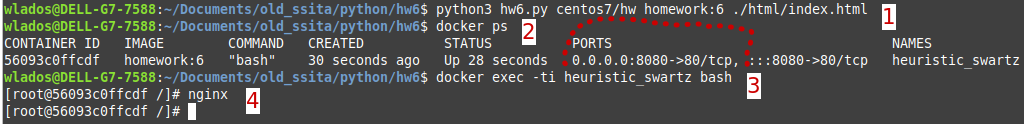 wlados@DELL-G7-7588:~/Documents/old_ssita/python/hw6$ python3 hw6.py centos7/hw homework:6 ./html/index.html 1
wlados@DELL-G7-7588:~/Documents/old_ssita/python/hw6$ docker ps 2
CONTAINER ID IMAGE COMMAND CREATED STATUS PORTS NAMES
56093c0ffcdf homework:6 "bash" 30 seconds ago Up 28 seconds 0.0.0.0:8080->80/tcp, :::8080->80/tcp heuristic_swartz
wlados@DELL-G7-7588:~/Documents/old_ssita/python/hw6$ docker exec -ti heuristic_swartz bash 3
[root@56093c0ffcdf /]# nginx 4
[root@56093c0ffcdf /]#